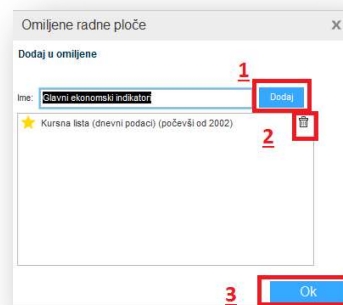 Omiljene radne ploče X
Dodaj u omiljene
1
Ime: Glavni ekonomski indikatori Dodaj
Kursna lista (dnevni podaci) (počevši od 2002)
2
3 Ok